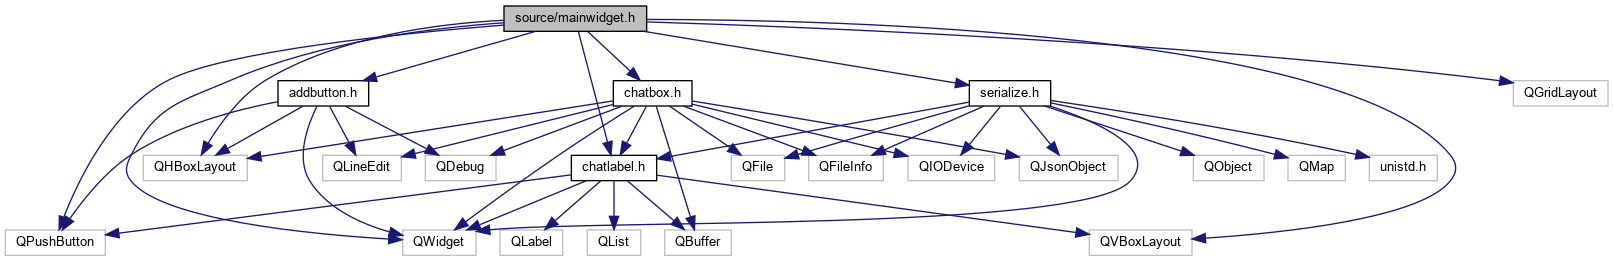 source/mainwidget.h
addbutton.h
chatbox.h
serialize.h
QGridLayout
QHBoxLayout
QLineEdit
QDebug
chatlabel.h
QFile
QFileInfo
QIODevice
QJsonObject
QObject
QMap
unistd.h
QPushButton
QWidget
QLabel
QList
QBuffer
QVBoxLayout